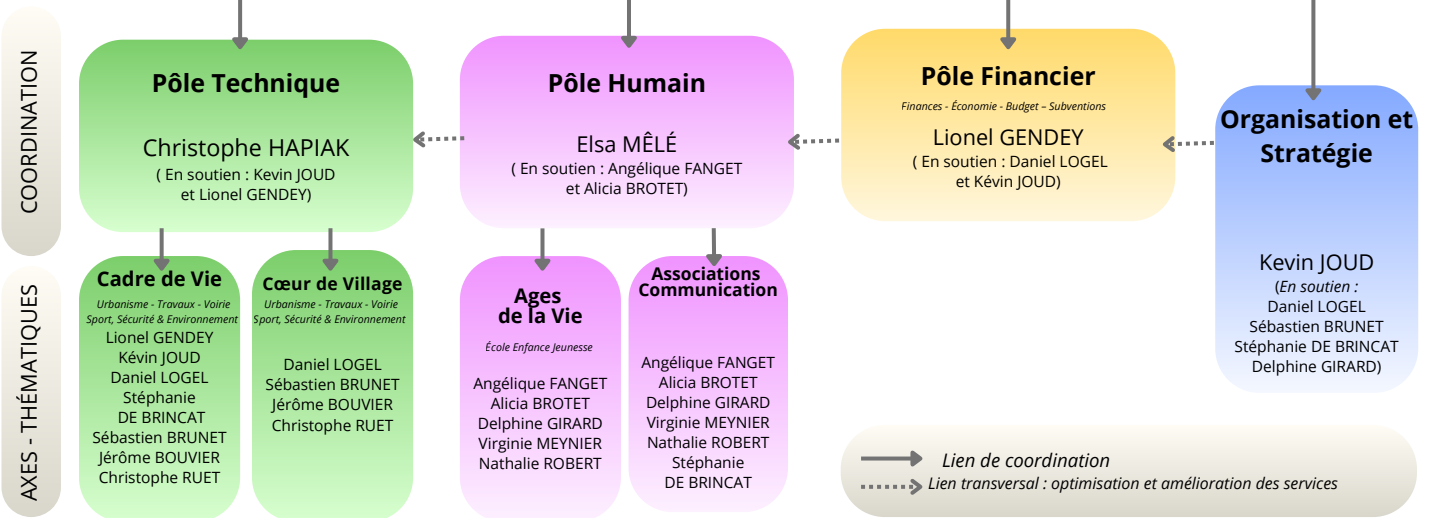 COORDINATION
Pôle Technique
Christophe HAPIAK
( En soutien : Kevin JOUD
et Lionel GENDEY)
Pôle Humain
Elsa MÊLÉ
( En soutien : Angélique FANGET
et Alicia BROTET)
Pôle Financier
Finances - Économie - Budget – Subventions
Lionel GENDEY
( En soutien : Daniel LOGEL
et Kévin JOUD)
Organisation et
Stratégie
Kevin JOUD
(En soutien :
Daniel LOGEL
Sébastien BRUNET
Stéphanie DE BRINCAT
Delphine GIRARD)
AXES - THÉMATIQUES
Cadre de Vie
Urbanisme - Travaux - Voirie
Sport, Sécurité & Environnement
Lionel GENDEY
Kévin JOUD
Daniel LOGEL
Stéphanie
DE BRINCAT
Sébastien BRUNET
Jérôme BOUVIER
Christophe RUET
Cœur de Village
Urbanisme - Travaux - Voirie
Sport, Sécurité & Environnement
Daniel LOGEL
Sébastien BRUNET
Jérôme BOUVIER
Christophe RUET
Ages
de la Vie
École Enfance Jeunesse
Angélique FANGET
Alicia BROTET
Delphine GIRARD
Virginie MEYNIER
Nathalie ROBERT
Associations
Communication
Angélique FANGET
Alicia BROTET
Delphine GIRARD
Virginie MEYNIER
Nathalie ROBERT
Stéphanie
DE BRINCAT
Lien de coordination
Lien transversal : optimisation et amélioration des services